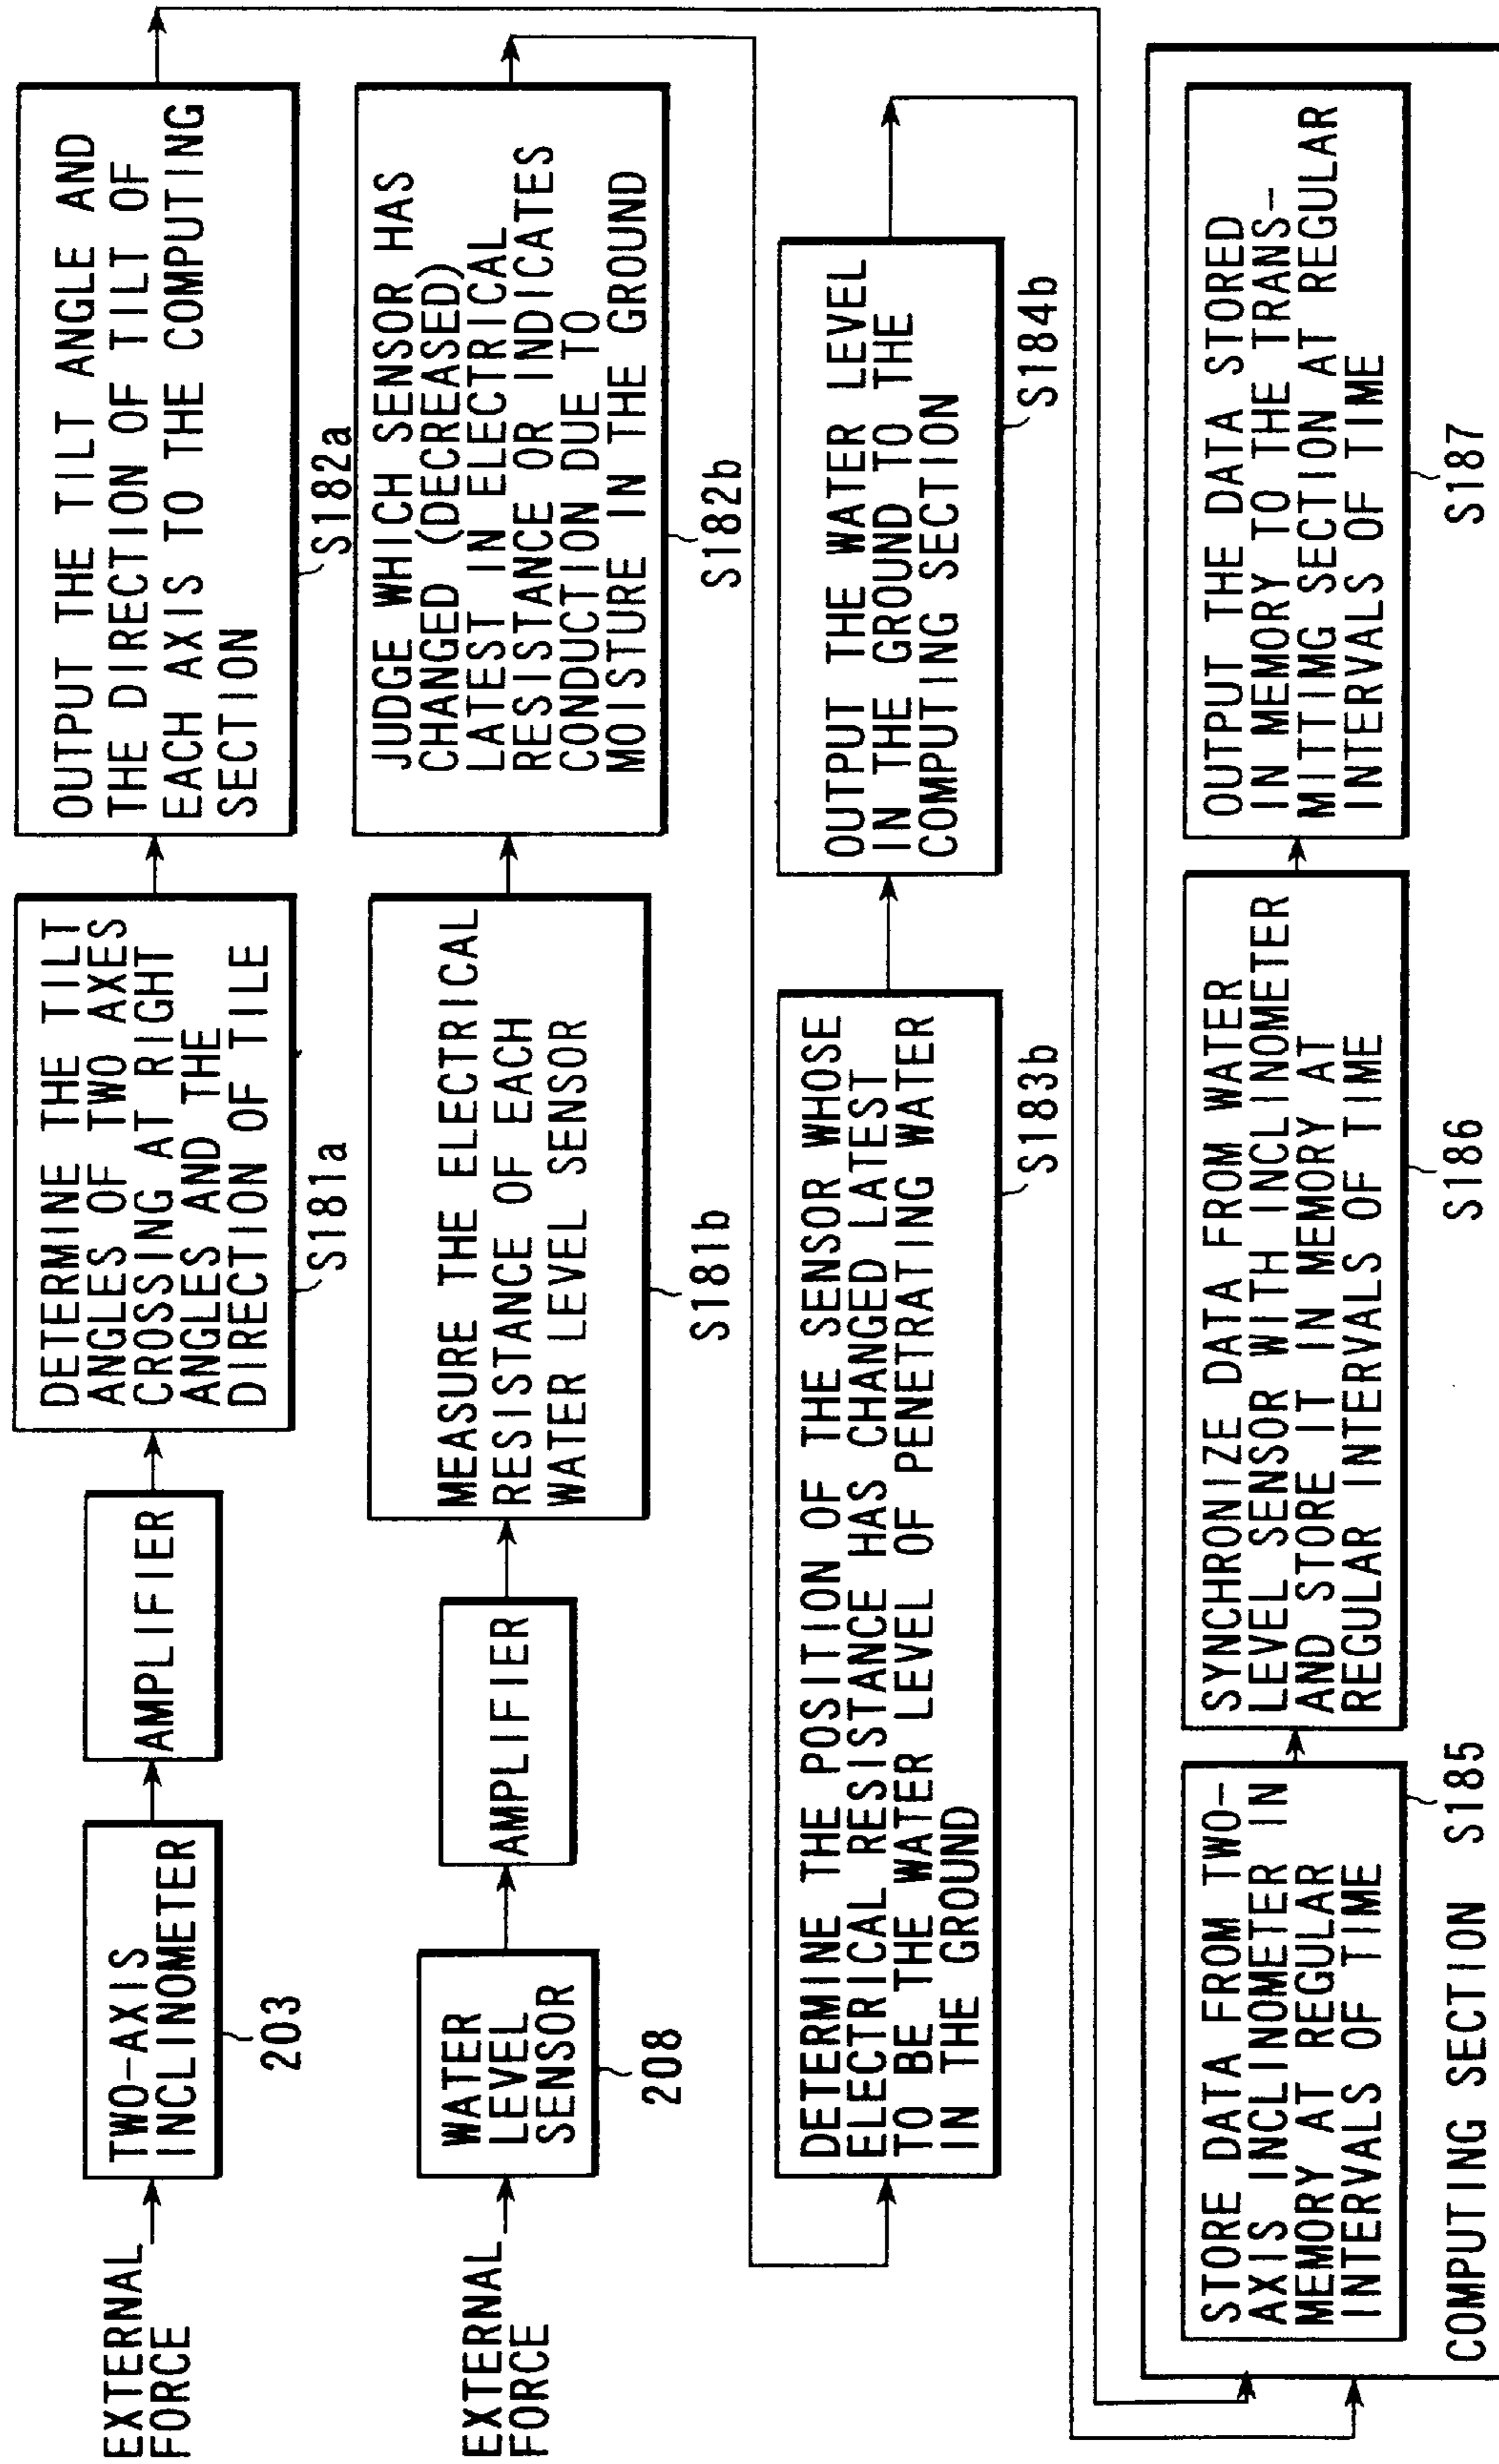 EXTERNAL
FORCE
TWO-AXIS
INCLINOMETER
203
AMPLIFIER
DETERMINE THE TILT
ANGLES OF TWO AXES
CROSSING AT RIGHT
ANGLES AND THE
DIRECTION OF TILE
S181a
OUTPUT THE TILT ANGLE AND
THE DIRECTION OF TILT OF
EACH AXIS TO THE COMPUTING
SECTION
S182a
EXTERNAL
FORCE
WATER
LEVEL
SENSOR
208
AMPLIFIER
MEASURE THE ELECTRICAL
RESISTANCE OF EACH
WATER LEVEL SENSOR
S181b
JUDGE WHICH SENSOR HAS
CHANGED (DECREASED)
LATEST IN ELECTRICAL
RESISTANCE OR INDICATES
CONDUCTION DUE TO
MOISTURE IN THE GROUND
S182b
DETERMINE THE POSITION OF THE SENSOR WHOSE
ELECTRICAL RESISTANCE HAS CHANGED LATEST
TO BE THE WATER LEVEL OF PENETRATING WATER
IN THE GROUND
S183b
OUTPUT THE WATER LEVEL
IN THE GROUND TO THE
COMPUTING SECTION
S184b
STORE DATA FROM TWO-
AXIS INCLINOMETER IN
MEMORY AT REGULAR
INTERVALS OF TIME
S185
SYNCHRONIZE DATA FROM WATER
LEVEL SENSOR WITH INCLINOMETER
AND STORE IT IN MEMORY AT
REGULAR INTERVALS OF TIME
S186
OUTPUT THE DATA STORED
IN MEMORY TO THE TRANS-
MITTIMG SECTION AT REGULAR
INTERVALS OF TIME
S187
COMPUTING SECTION